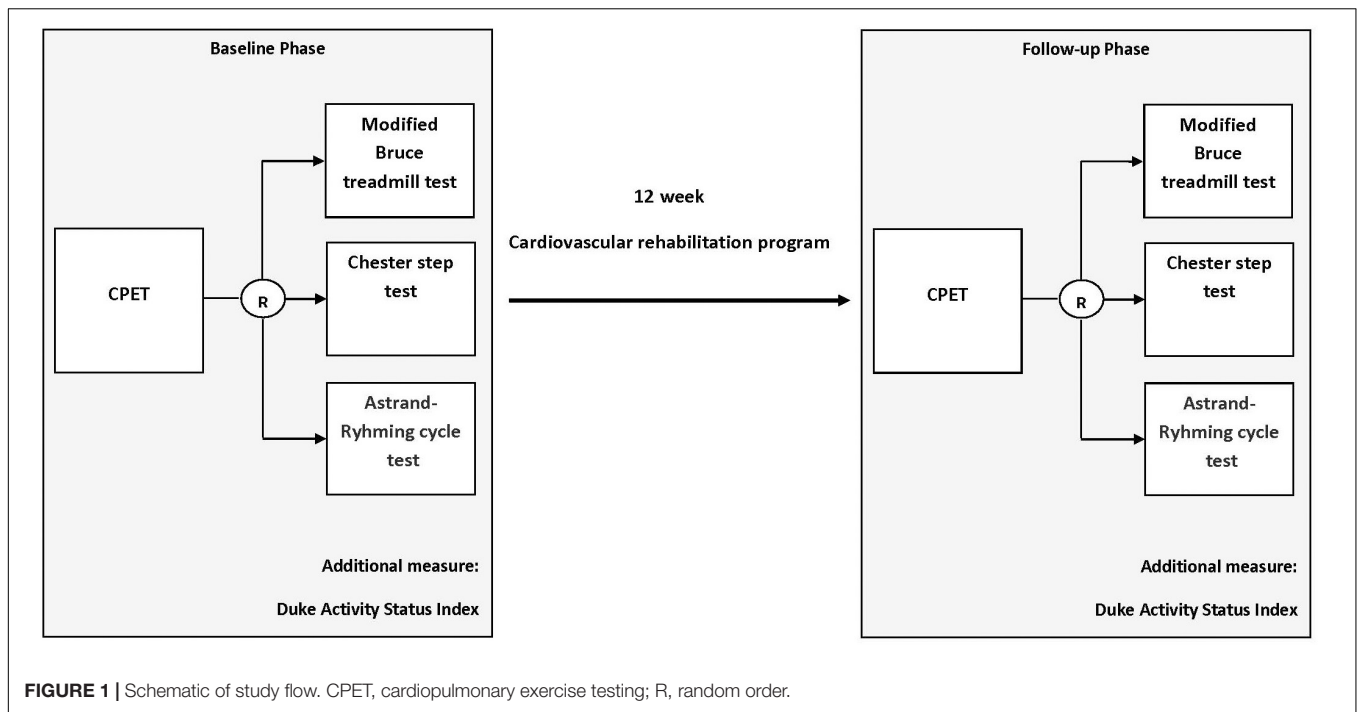 Baseline Phase
CPET
R
Modified
Bruce
treadmill test
Chester step
test
Astrand-
Ryhming cycle
test
Additional measure:
Duke Activity Status Index
12 week
Cardiovascular rehabilitation program
Follow-up Phase
CPET
R
Modified
Bruce
treadmill test
Chester step
test
Astrand-
Ryhming cycle
test
Additional measure:
Duke Activity Status Index
FIGURE 1 | Schematic of study flow. CPET, cardiopulmonary exercise testing; R, random order.